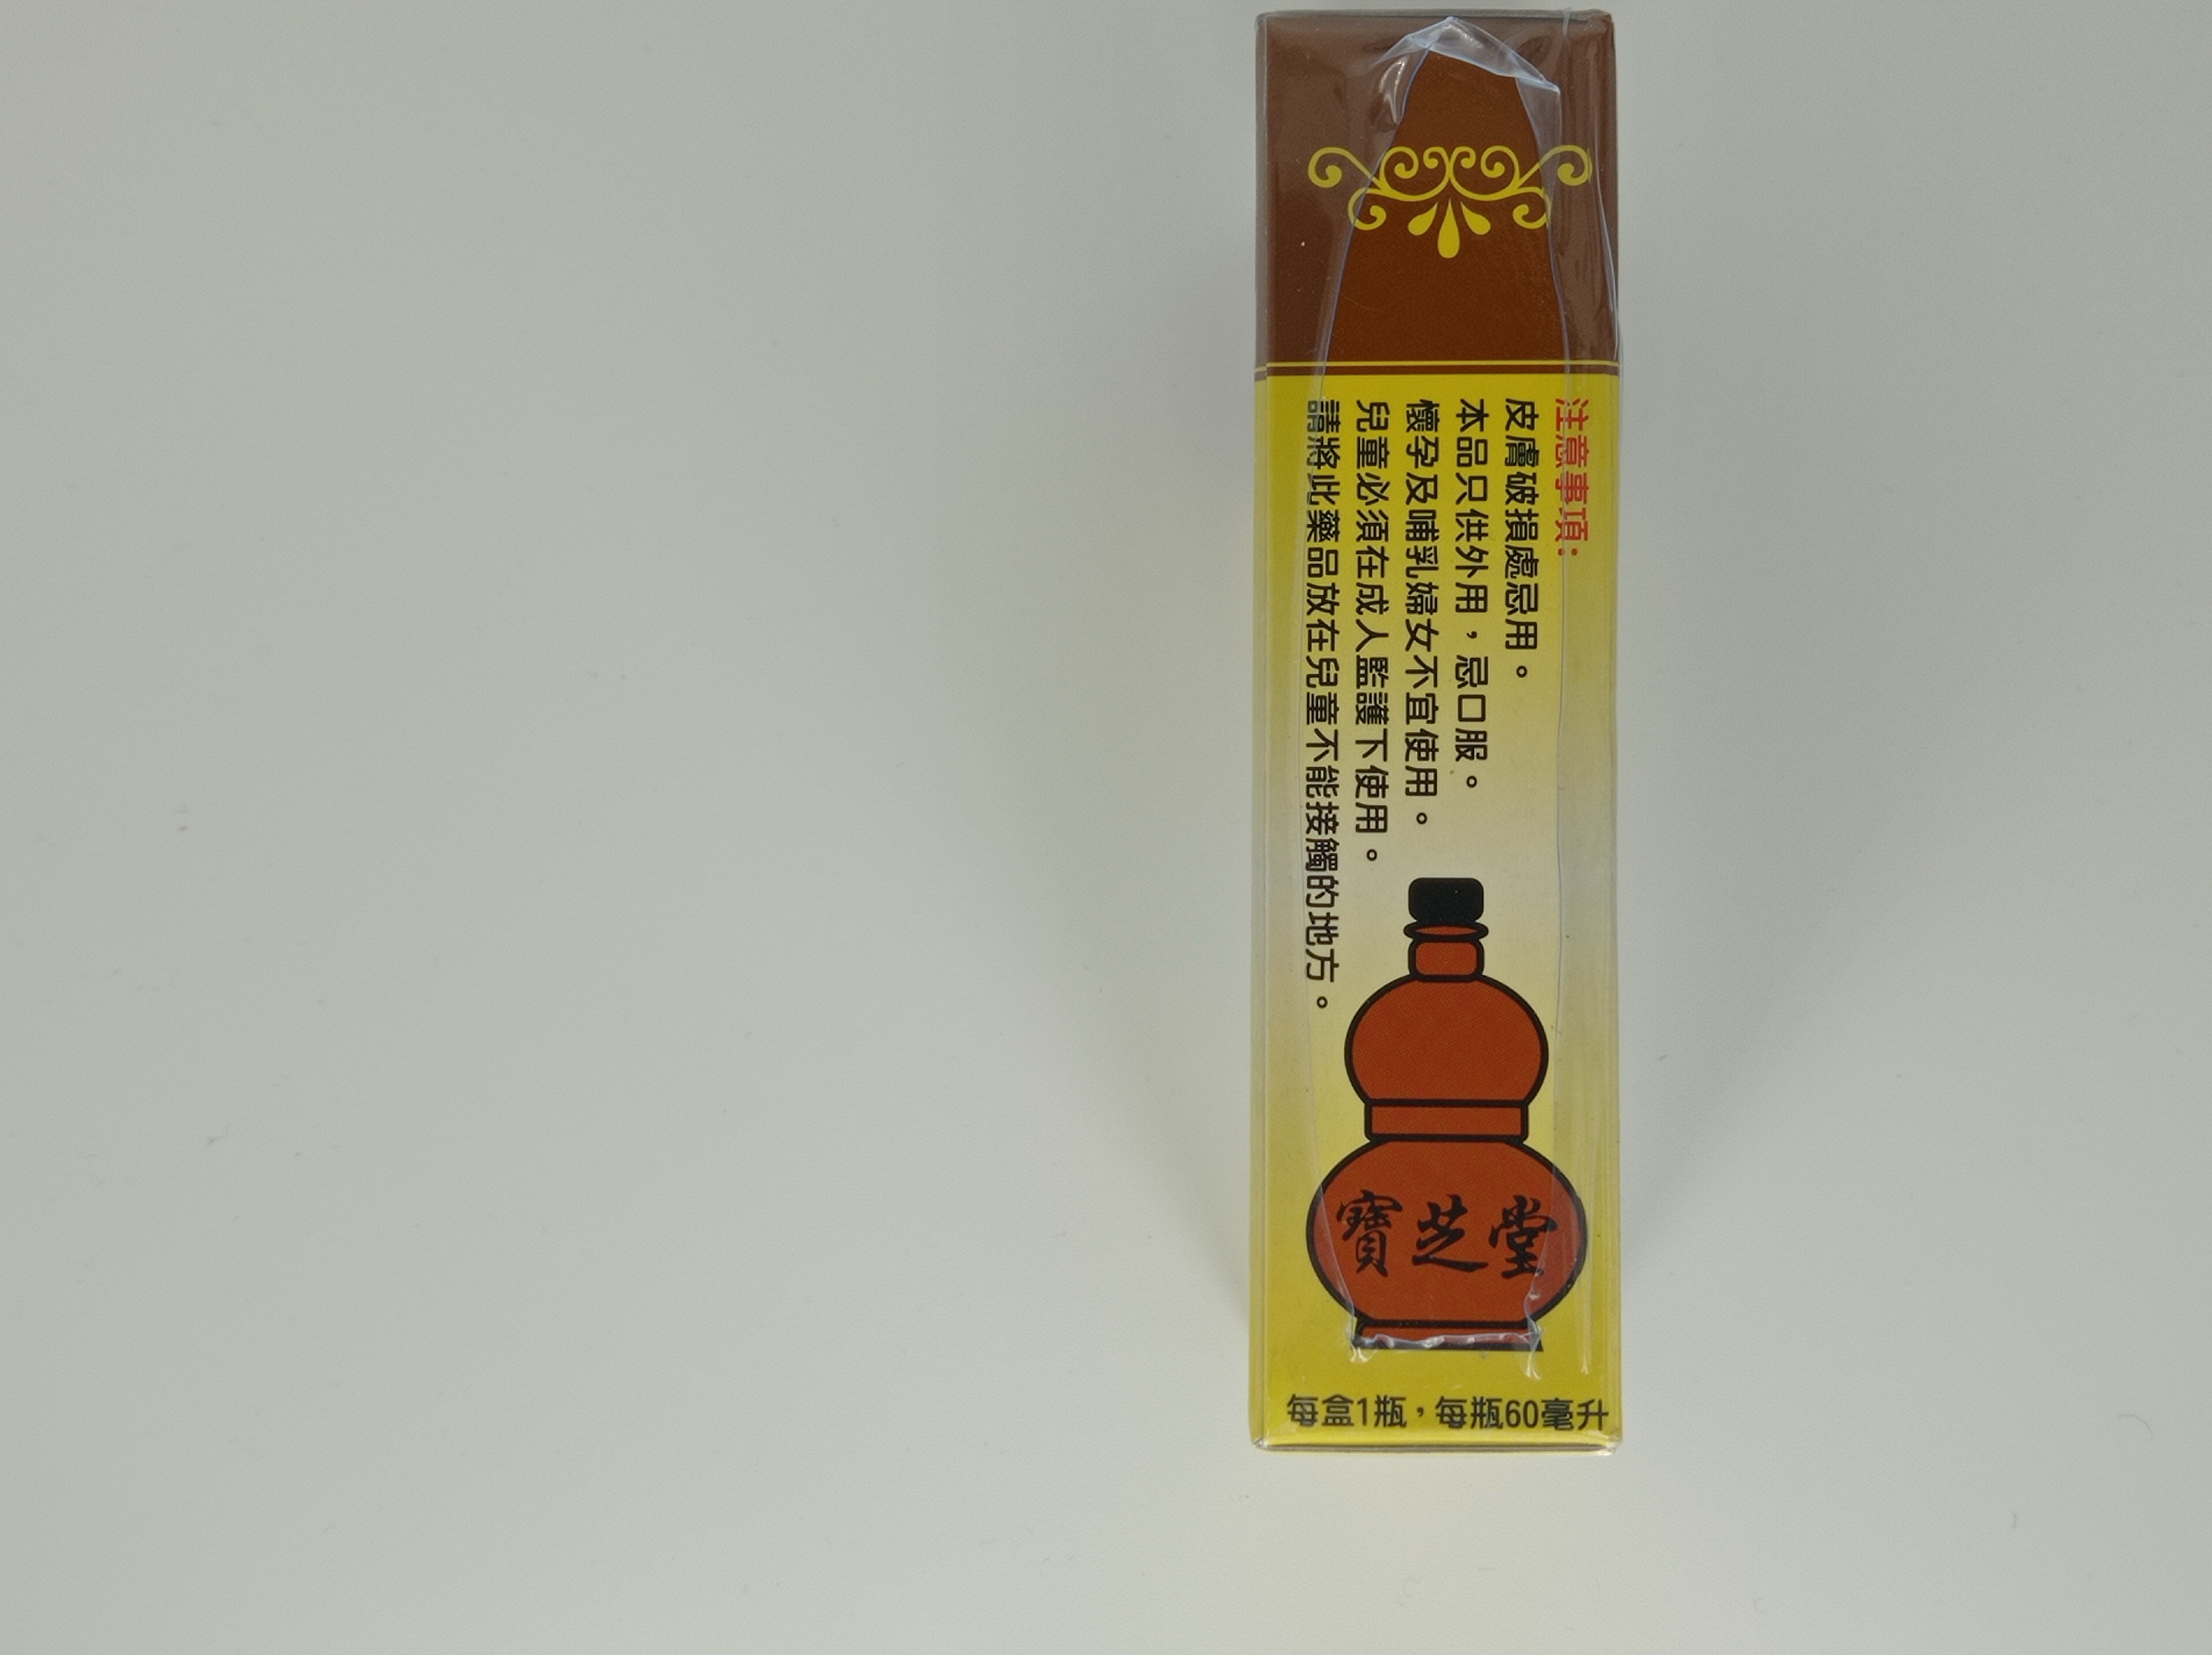 注意事項:
皮膚破損處忌用。
本品只供外用，忌口服。
懷孕及哺乳婦女不宜使用。
兒童必須在成人監護下使用。
請將此藥品放在兒童不能接觸的地方。
寶芝堂
每盒1瓶，每瓶60毫升